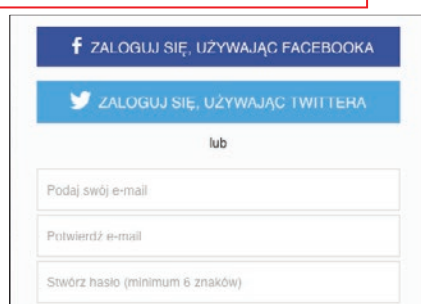 ZALOGUJ SIĘ, UŻYWAJĄC FACEBOOKA
ZALOGUJ SIĘ, UŻYWAJĄC TWITTERA
lub
Podaj swój e-mail
Potwierdź e-mail
Stwórz hasło (minimum 6 znaków)